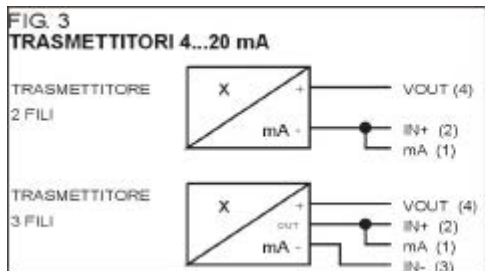 FIG. 3
TRASMETTITORI 4...20 mA
TRASMETTITORE
2 FILI
X
+
mA -
VOUT (4)
IN+ (2)
mA (1)
TRASMETTITORE
3 FILI
X
+
OUT
mA -
VOUT (4)
IN+ (2)
mA (1)
IN- (3)